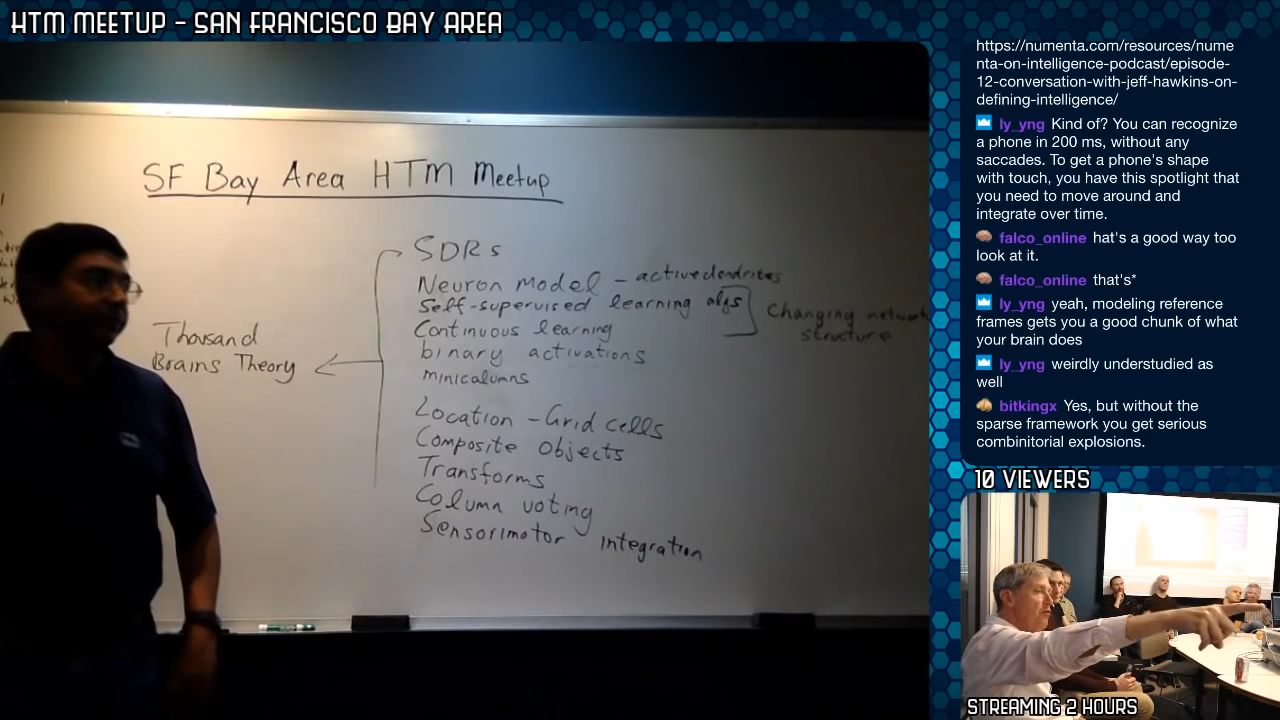 HTM MEETUP - SAN FRANCISCO BAY AREA
SF Bay Area HTM Meetup
SDRs
Neuron model - active dendrites
Self-supervised learning algs
Changing network
structure
Continuous learning
binary activations
minicolumns
Thousand
Brains Theory
Location - Grid cells
Composite Objects
Transforms
Column voting
Sensorimotor integration
https://numenta.com/resources/nume
nta-on-intelligence-podcast/episode-
12-conversation-with-jeff-hawkins-on-
defining-intelligence/
ly_yng Kind of? You can recognize
a phone in 200 ms, without any
saccades. To get a phone's shape
with touch, you have this spotlight that
you need to move around and
integrate over time.
falco_online hat's a good way too
look at it.
falco_online that's*
ly_yng yeah, modeling reference
frames gets you a good chunk of what
your brain does
ly_yng weirdly understudied as
well
bitkingx Yes, but without the
sparse framework you get serious
combinitorial explosions.
10 VIEWERS
STREAMING 2 HOURS